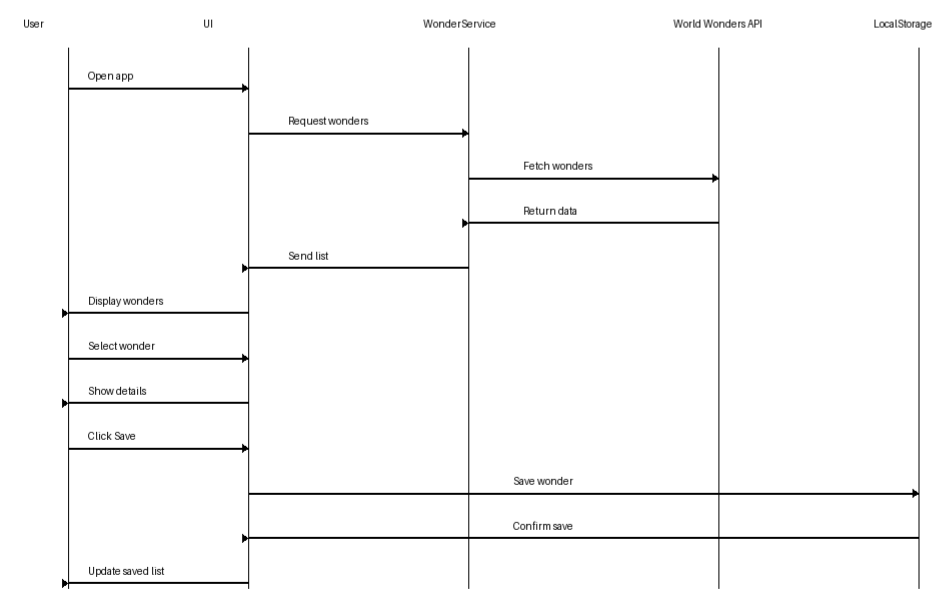 User
UI
WonderService
World Wonders API
LocalStorage
Open app
Request wonders
Fetch wonders
Return data
Send list
Display wonders
Select wonder
Show details
Click Save
Save wonder
Confirm save
Update saved list